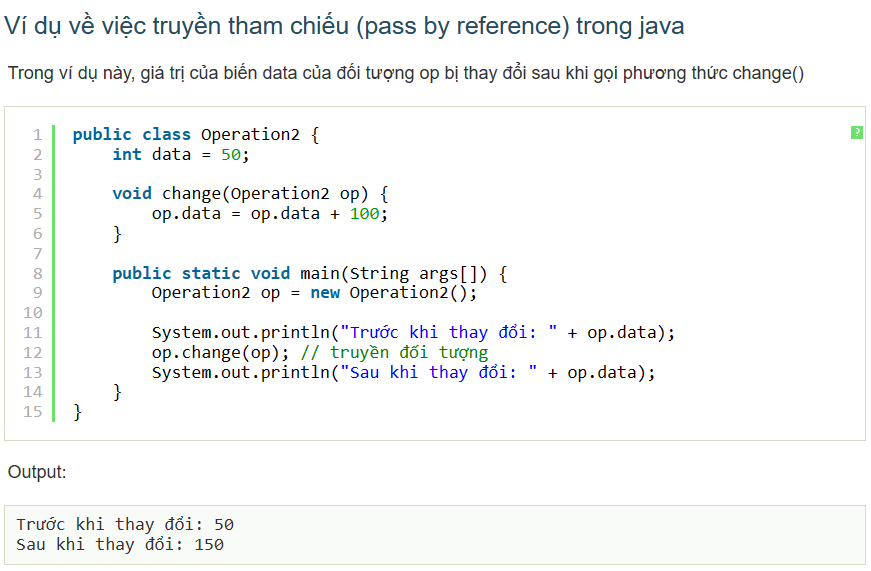 Ví dụ về việc truyền tham chiếu (pass by reference) trong java
Trong ví dụ này, giá trị của biến data của đối tượng op bị thay đổi sau khi gọi phương thức change()
?
1 public class Operation2 {
2     int data = 50;
3
4     void change(Operation2 op) {
5         op.data = op.data + 100;
6     }
7
8     public static void main(String args[]) {
9         Operation2 op = new Operation2();
10
11         System.out.println("Trước khi thay đổi: " + op.data);
12         op.change(op); // truyền đối tượng
13         System.out.println("Sau khi thay đổi: " + op.data);
14     }
15 }
Output:
Trước khi thay đổi: 50
Sau khi thay đổi: 150